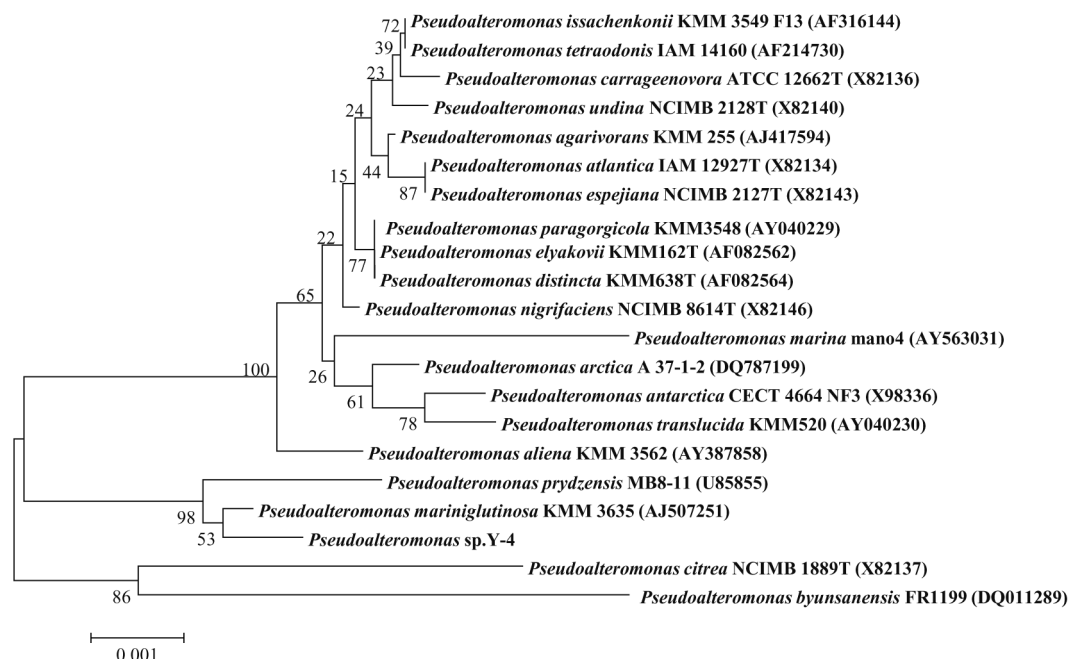 72
Pseudoalteromonas issachenkonii KMM 3549 F13 (AF316144)
39
Pseudoalteromonas tetraodonis IAM 14160 (AF214730)
23
Pseudoalteromonas carrageenovora ATCC 12662T (X82136)
24
Pseudoalteromonas undina NCIMB 2128T (X82140)
Pseudoalteromonas agarivorans KMM 255 (AJ417594)
44
Pseudoalteromonas atlantica IAM 12927T (X82134)
15
87
Pseudoalteromonas espejiana NCIMB 2127T (X82143)
Pseudoalteromonas paragorgicola KMM3548 (AY040229)
22
Pseudoalteromonas elyakovii KMM162T (AF082562)
77
Pseudoalteromonas distincta KMM638T (AF082564)
65
Pseudoalteromonas nigrifaciens NCIMB 8614T (X82146)
Pseudoalteromonas marina mano4 (AY563031)
100
26
Pseudoalteromonas arctica A 37-1-2 (DQ787199)
61
Pseudoalteromonas antarctica CECT 4664 NF3 (X98336)
78
Pseudoalteromonas translucida KMM520 (AY040230)
Pseudoalteromonas aliena KMM 3562 (AY387858)
Pseudoalteromonas prydzensis MB8-11 (U85855)
98
Pseudoalteromonas mariniglutinosa KMM 3635 (AJ507251)
53
Pseudoalteromonas sp.Y-4
Pseudoalteromonas citrea NCIMB 1889T (X82137)
86
Pseudoalteromonas byunsanensis FR1199 (DQ011289)
0.001